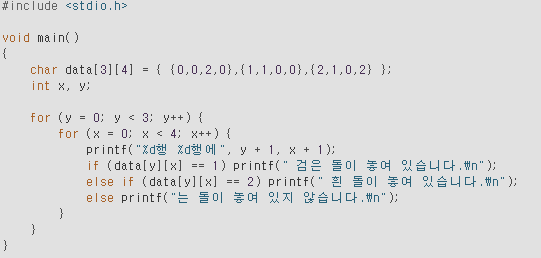 #include <stdio.h>
void main()
{
char data[3][4] = { {0,0,2,0},{1,1,0,0},{2,1,0,2} };
int x, y;
for (y = 0; y < 3; y++) {
for (x = 0; x < 4; x++) {
printf("%d행 %d행에", y + 1, x + 1);
if (data[y][x] == 1) printf(" 검은 돌이 놓여 있습니다.₩n");
else if (data[y][x] == 2) printf(" 흰 돌이 놓여 있습니다.₩n");
else printf("는 돌이 놓여 있지 않습니다.₩n");
}
}
}